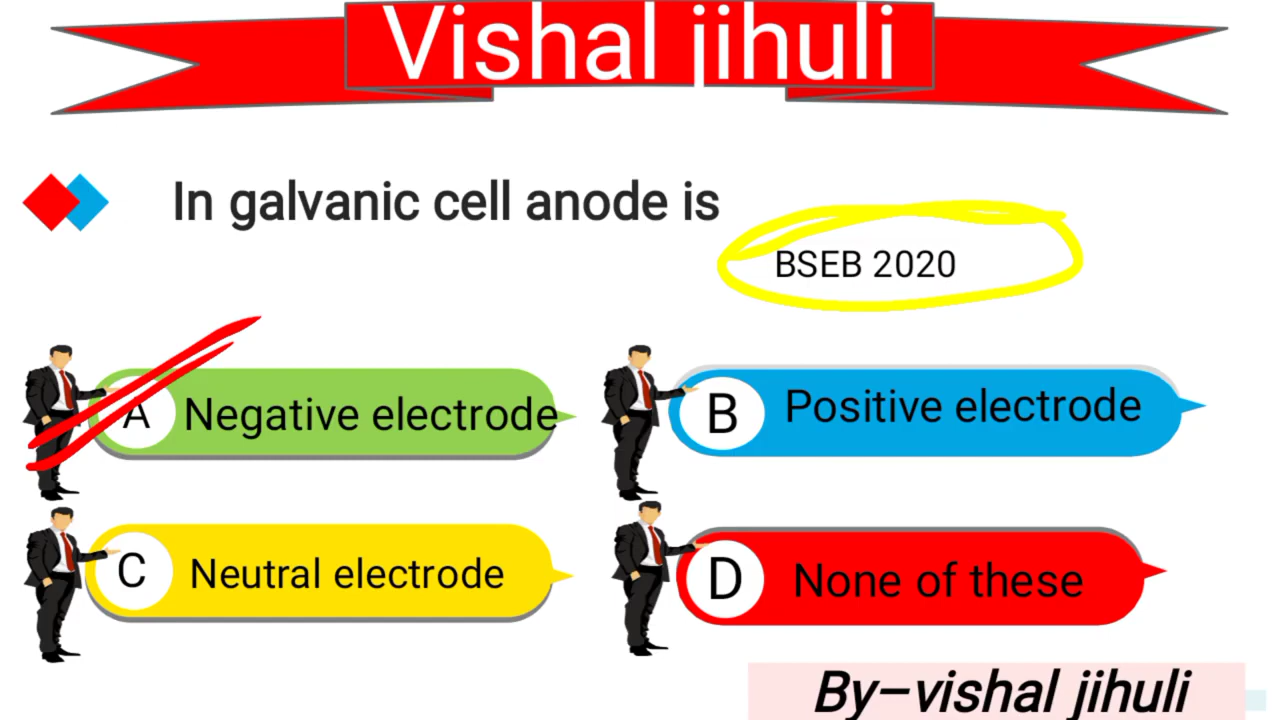 Vishal jihuli
In galvanic cell anode is
BSEB 2020
A Negative electrode
B Positive electrode
C Neutral electrode
D None of these
By-vishal jihuli